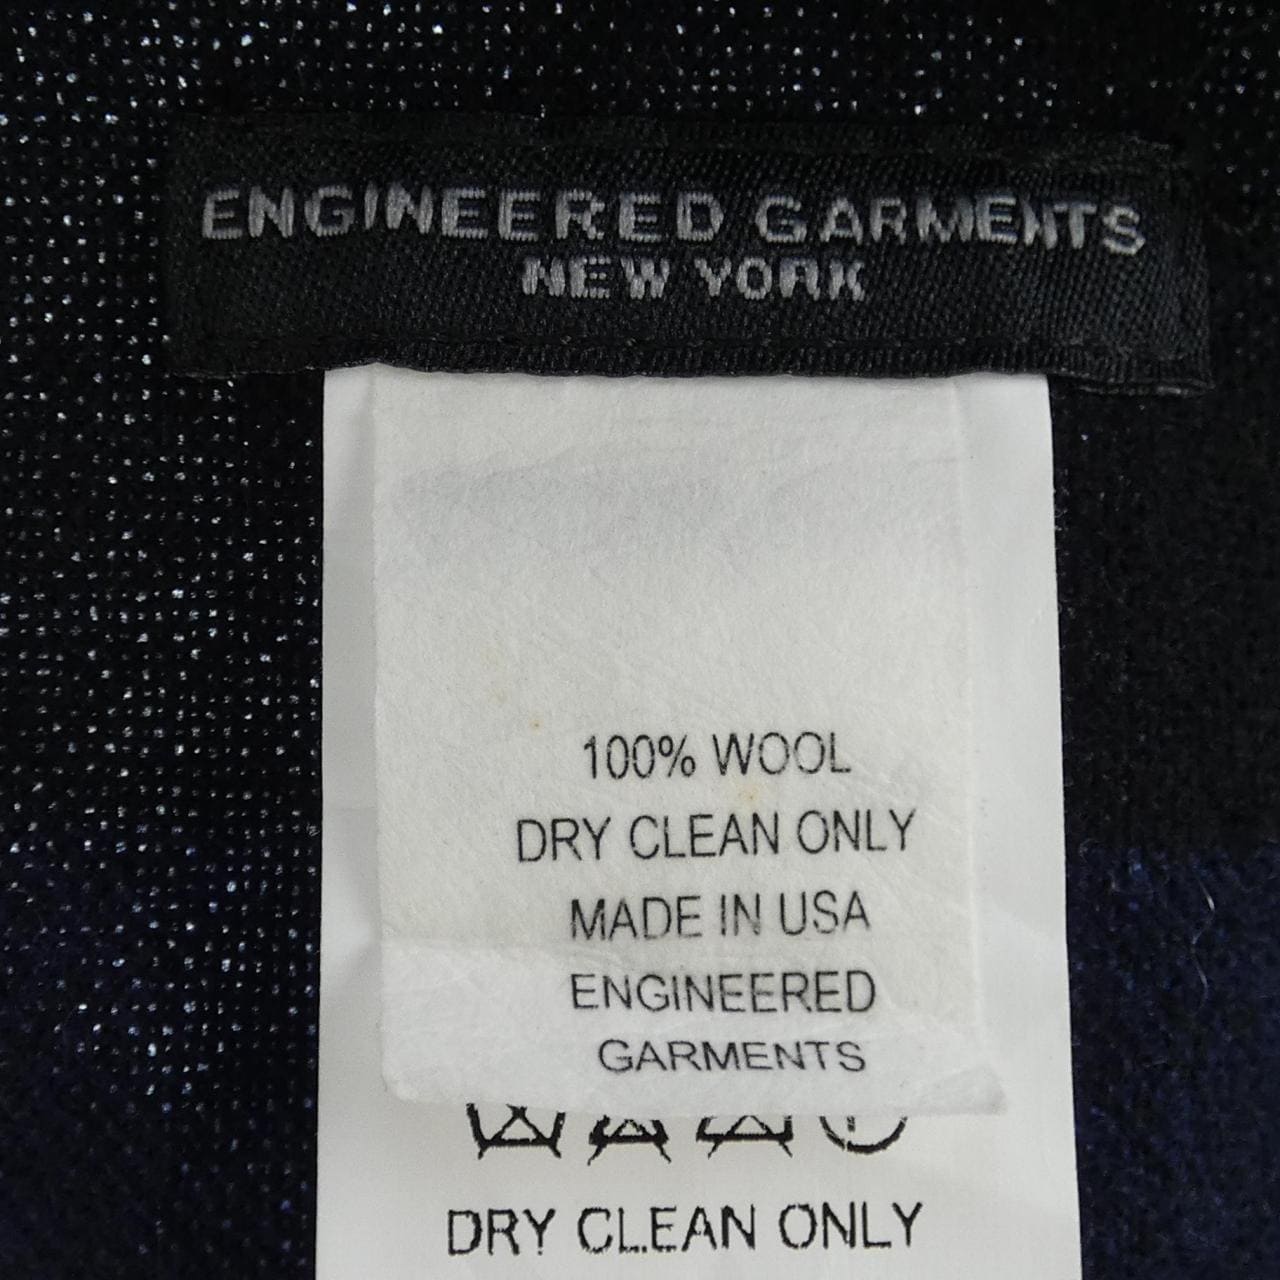 ENGINEERED GARMENTS
NEW YORK
100% WOOL
DRY CLEAN ONLY
MADE IN USA
ENGINEERED
GARMENTS
DRY CLEAN ONLY